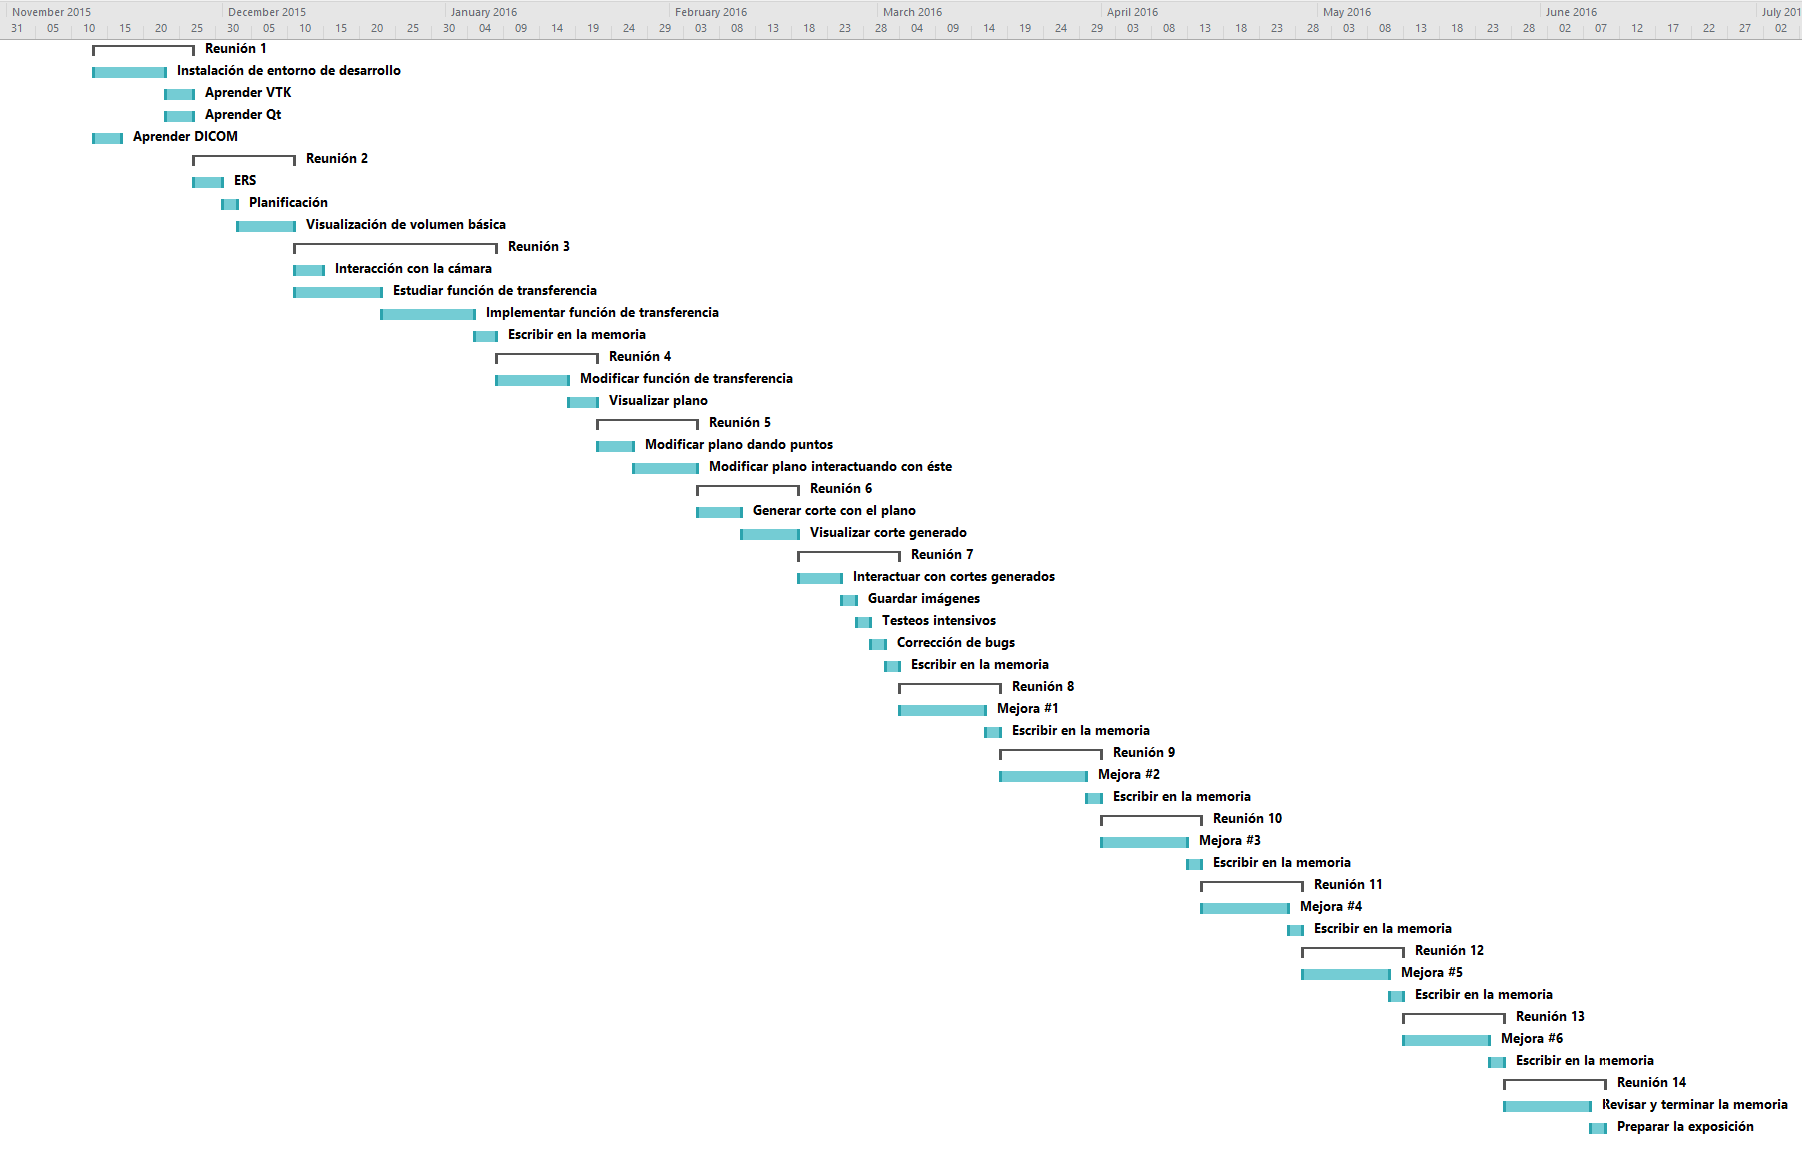 November 2015 December 2015 January 2016 February 2016 March 2016 April 2016 May 2016 June 2016 July 201
31 05 10 15 20 25 30 05 10 15 20 25 30 04 09 14 19 24 29 03 08 13 18 23 28 04 09 14 19 24 29 03 08 13 18 23 28 03 08 13 18 23 28 02 07 12 17 22 27 02
Reunión 1
Instalación de entorno de desarrollo
Aprender VTK
Aprender Qt
Aprender DICOM
Reunión 2
ERS
Planificación
Visualización de volumen básica
Reunión 3
Interacción con la cámara
Estudiar función de transferencia
Implementar función de transferencia
Escribir en la memoria
Reunión 4
Modificar función de transferencia
Visualizar plano
Reunión 5
Modificar plano dando puntos
Modificar plano interactuando con éste
Reunión 6
Generar corte con el plano
Visualizar corte generado
Reunión 7
Interactuar con cortes generados
Guardar imágenes
Testeos intensivos
Corrección de bugs
Escribir en la memoria
Reunión 8
Mejora #1
Escribir en la memoria
Reunión 9
Mejora #2
Escribir en la memoria
Reunión 10
Mejora #3
Escribir en la memoria
Reunión 11
Mejora #4
Escribir en la memoria
Reunión 12
Mejora #5
Escribir en la memoria
Reunión 13
Mejora #6
Escribir en la memoria
Reunión 14
Revisar y terminar la memoria
Preparar la exposición